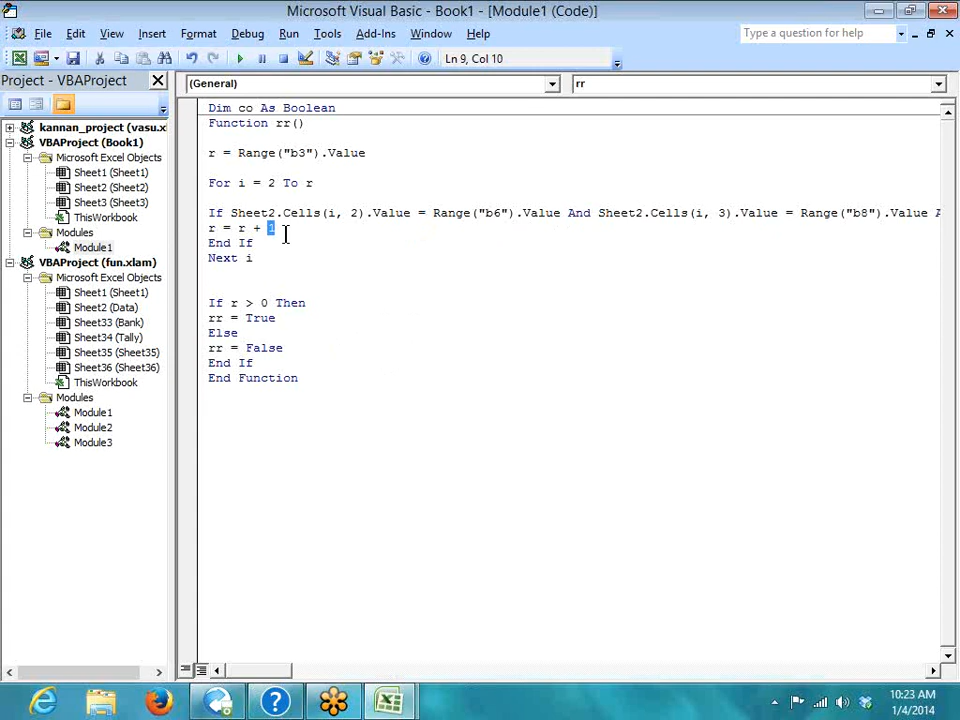 Microsoft Visual Basic - Book1 - [Module1 (Code)]
File Edit View Insert Format Debug Run Tools Add-Ins Window Help
Type a question for help
Ln 9, Col 10
Project - VBAProject
(General)
rr
kannan_project (vasu.xl
VBAProject (Book1)
Microsoft Excel Objects
Sheet1 (Sheet1)
Sheet2 (Sheet2)
Sheet3 (Sheet3)
ThisWorkbook
Modules
Module1
VBAProject (fun.xlam)
Microsoft Excel Objects
Sheet1 (Sheet1)
Sheet2 (Data)
Sheet33 (Bank)
Sheet34 (Tally)
Sheet35 (Sheet35)
Sheet36 (Sheet36)
ThisWorkbook
Modules
Module1
Module2
Module3
Dim co As Boolean
Function rr()
r = Range("b3").Value
For i = 2 To r
If Sheet2.Cells(i, 2).Value = Range("b6").Value And Sheet2.Cells(i, 3).Value = Range("b8").Value A
r = r + 1
End If
Next i
If r > 0 Then
rr = True
Else
rr = False
End If
End Function
10:23 AM
1/4/2014